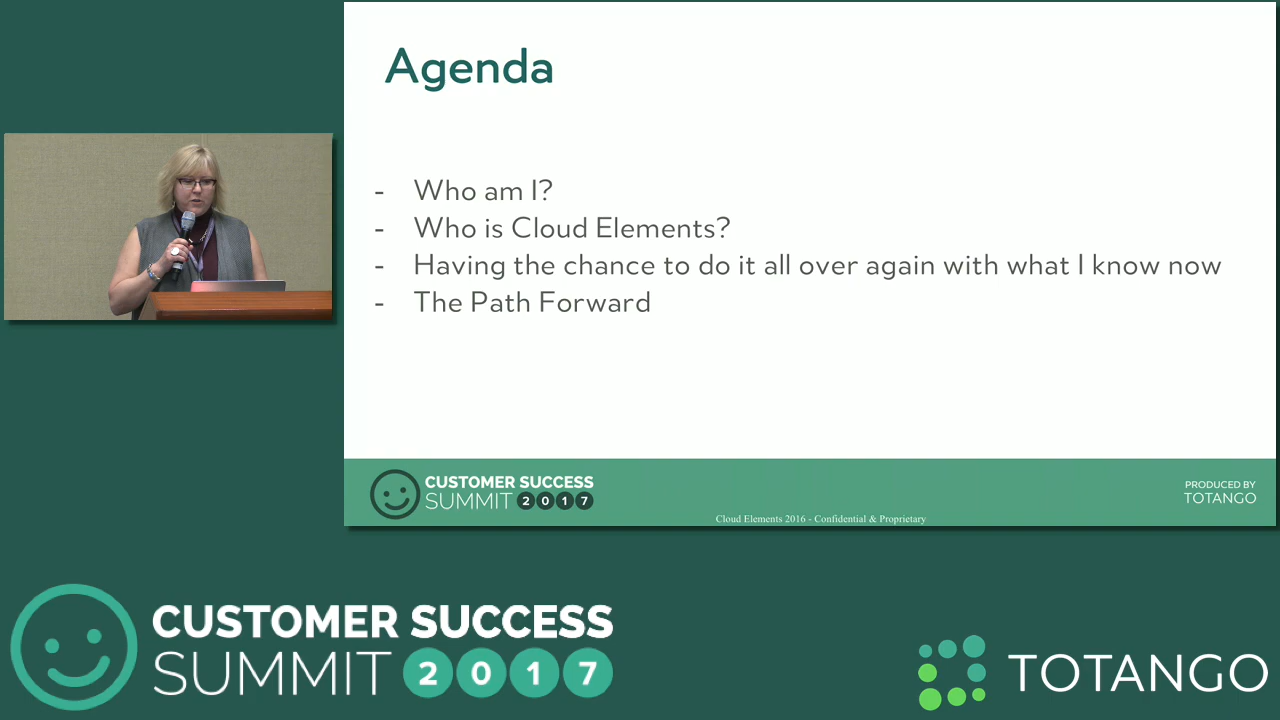 Agenda
- Who am I?
- Who is Cloud Elements?
- Having the chance to do it all over again with what I know now
- The Path Forward
CUSTOMER SUCCESS
SUMMIT 2017
PRODUCED BY
TOTANGO
Cloud Elements 2016 - Confidential & Proprietary
CUSTOMER SUCCESS
SUMMIT 2017
TOTANGO